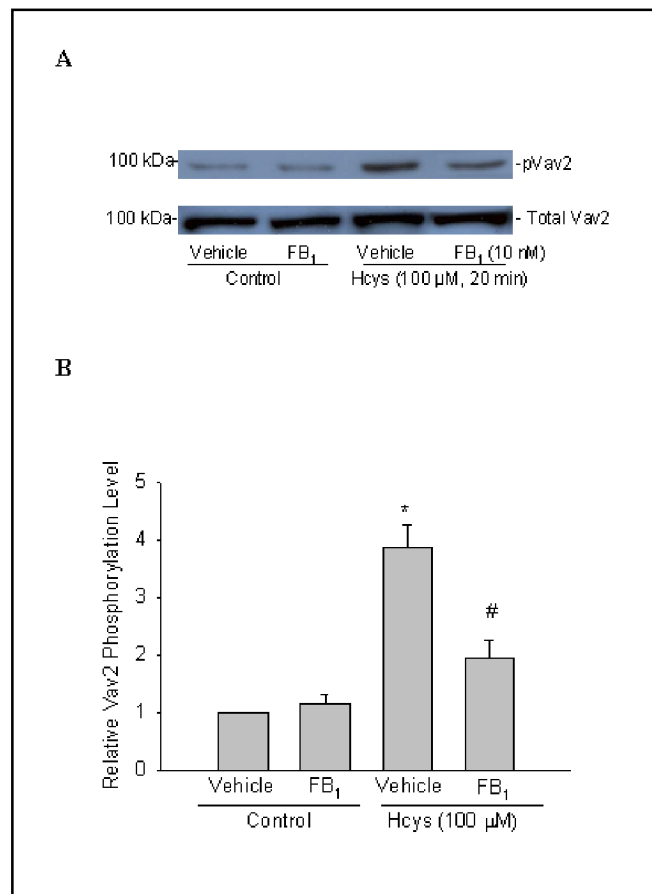 A
100 kDa-
-pVav2
100 kDa-
- Total Vav2
Vehicle FB1 Vehicle FB1 (10 nM)
Control Hcys (100 µM, 20 min)
B
Relative Vav2 Phosphorylation Level
5
4
3
2
1
0
*
#
Vehicle FB1 Vehicle FB1
Control Hcys (100 µM)